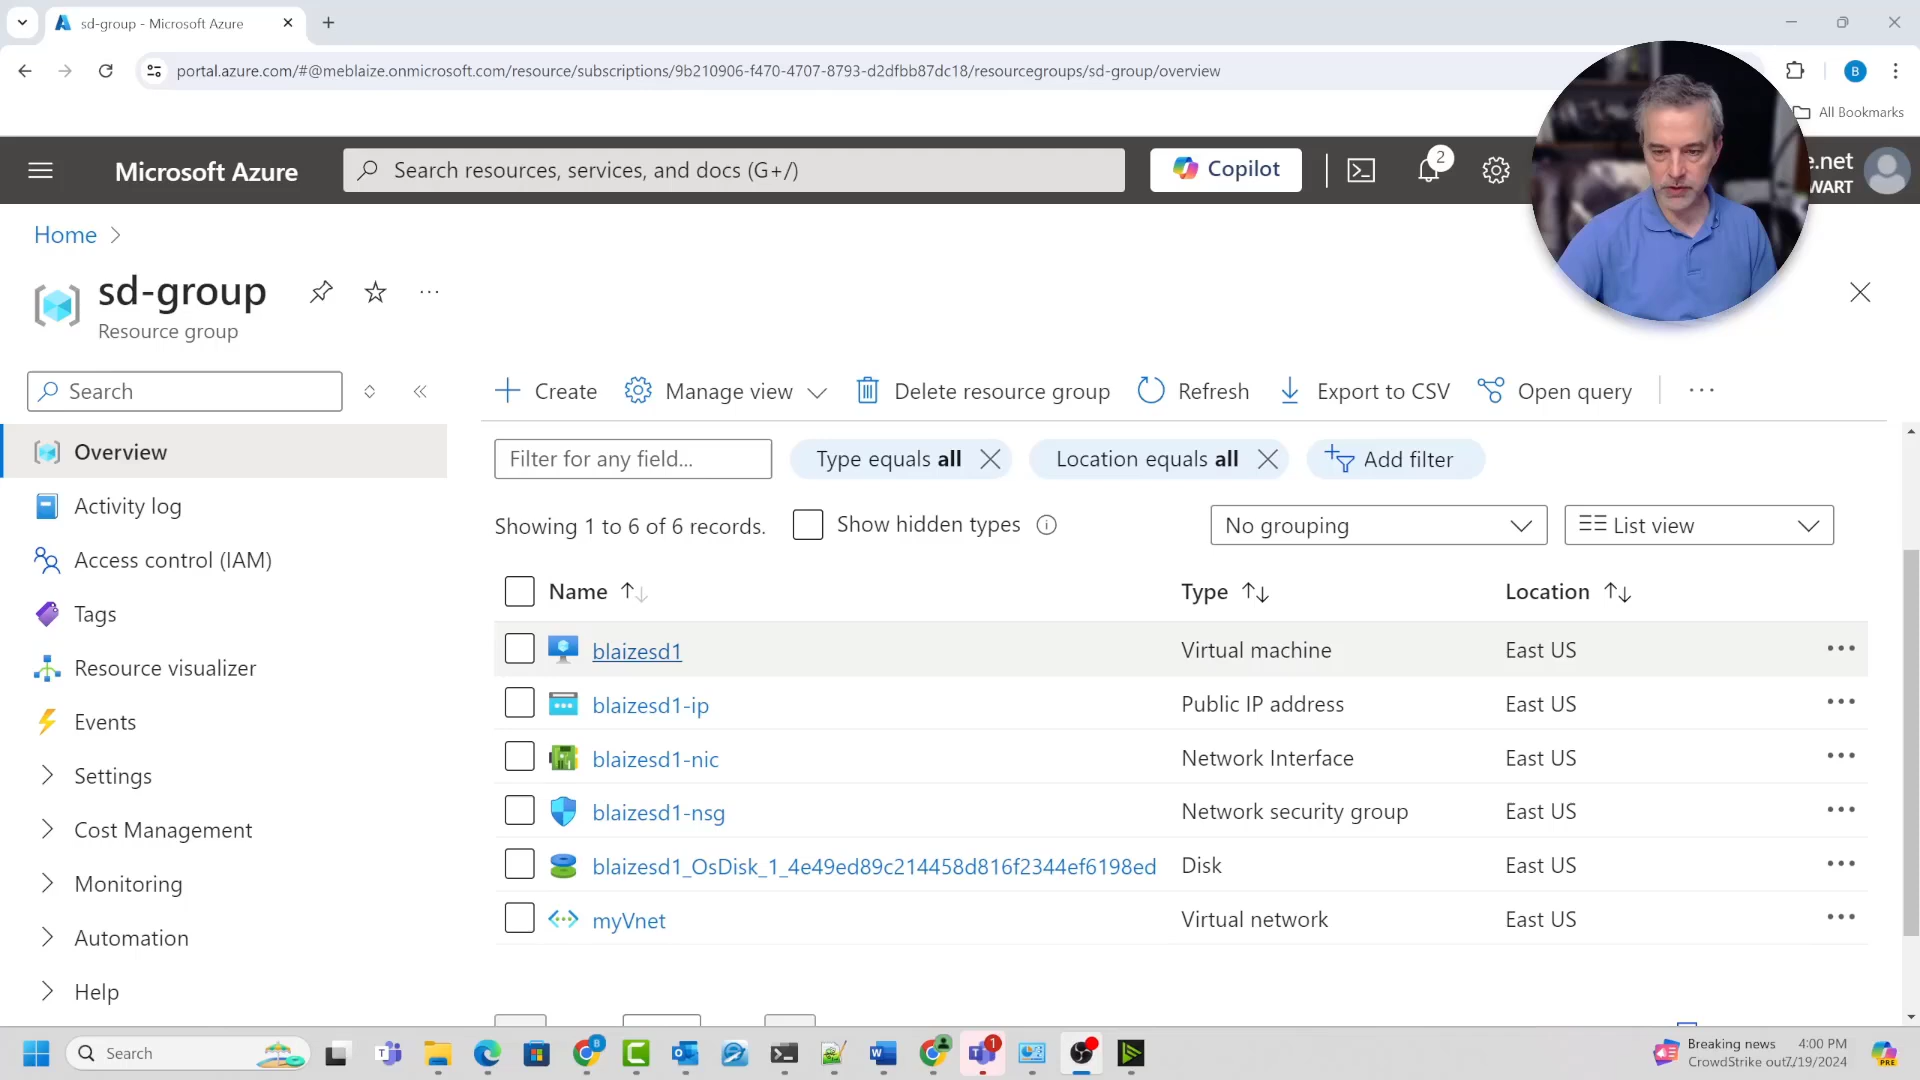 sd-group - Microsoft Azure
portal.azure.com/#@meblaize.onmicrosoft.com/resource/subscriptions/9b210906-f470-4707-8793-d2dfbb87dc18/resourcegroups/sd-group/overview
B
All Bookmarks
Microsoft Azure
Search resources, services, and docs (G+/)
Copilot
2
e.net
WART
Home
sd-group
Resource group
Search
Create
Manage view
Delete resource group
Refresh
Export to CSV
Open query
Overview
Activity log
Access control (IAM)
Tags
Resource visualizer
Events
Settings
Cost Management
Monitoring
Automation
Help
Filter for any field...
Type equals all
Location equals all
Add filter
Showing 1 to 6 of 6 records.
Show hidden types
No grouping
List view
Name
Type
Location
blaizesd1
Virtual machine
East US
blaizesd1-ip
Public IP address
East US
blaizesd1-nic
Network Interface
East US
blaizesd1-nsg
Network security group
East US
blaizesd1_OsDisk_1_4e49ed89c214458d816f2344ef6198ed
Disk
East US
myVnet
Virtual network
East US
Search
B
1
Breaking news
CrowdStrike out
4:00 PM
7/19/2024
PRE